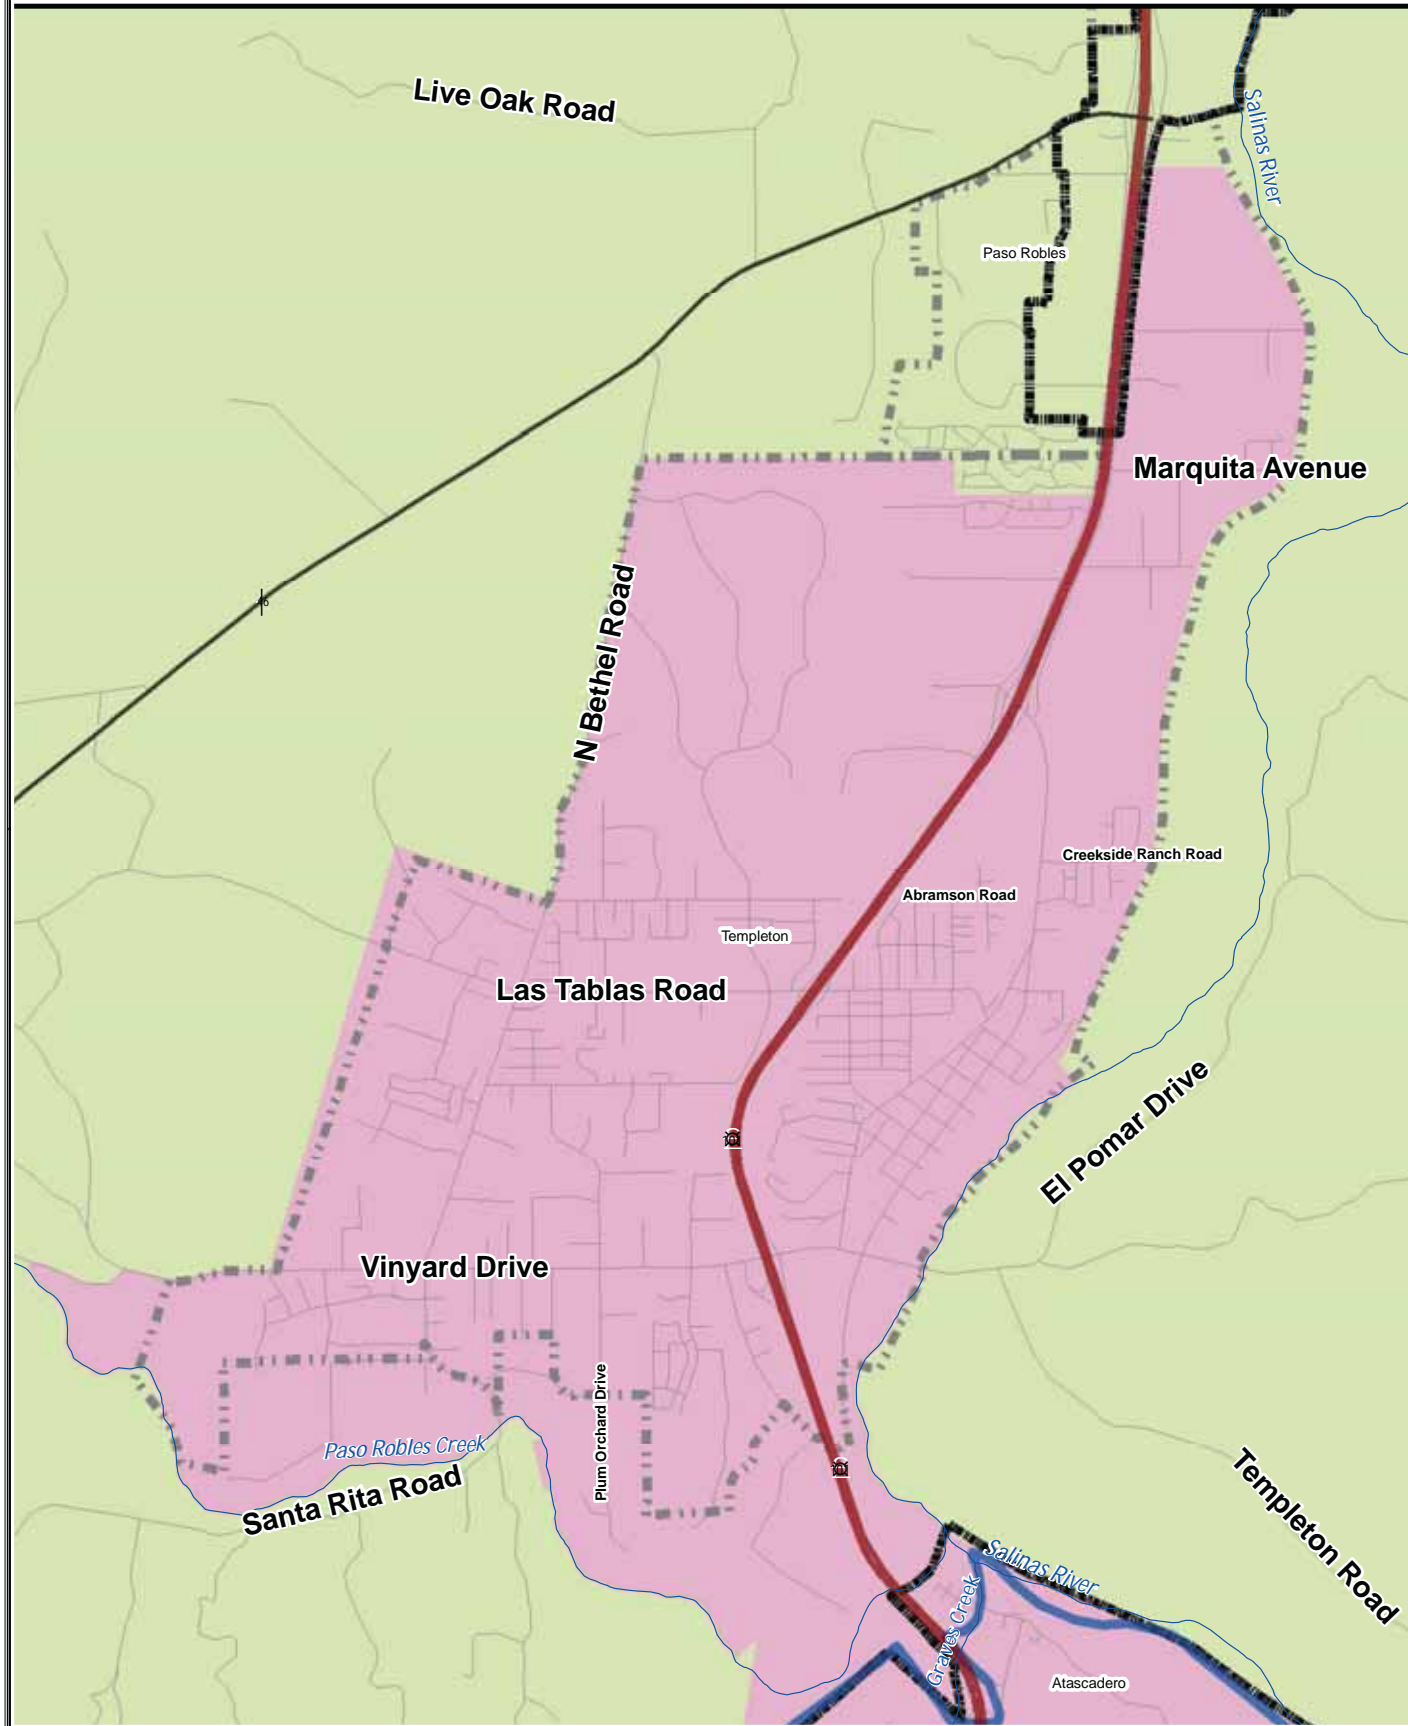 Live Oak Road
Salinas River
Paso Robles
Marquita Avenue
N Bethel Road
Creekside Ranch Road
Abramson Road
Templeton
Las Tablas Road
El Pomar Drive
Vinyard Drive
Plum Orchard Drive
Paso Robles Creek
Santa Rita Road
Templeton Road
Salinas River
Graves Creek
Atascadero